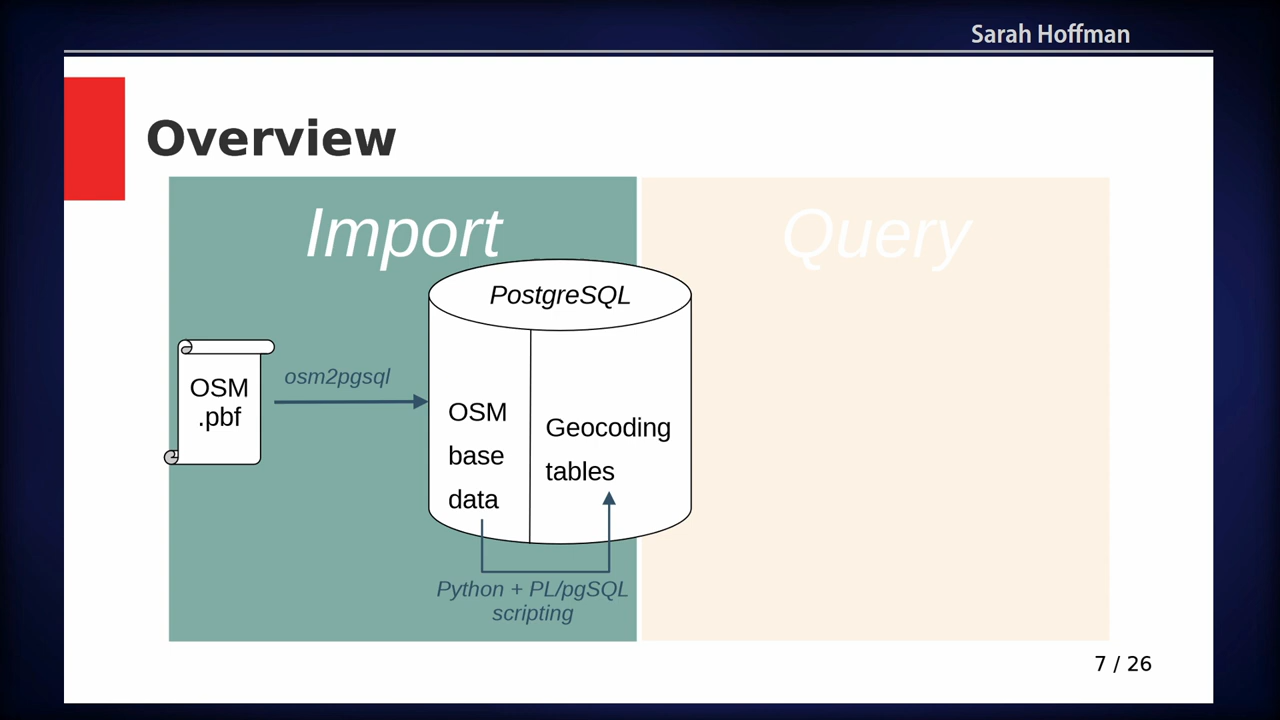 Sarah Hoffman
Overview
Import
Query
PostgreSQL
OSM
.pbf
osm2pgsql
OSM
base
data
Geocoding
tables
Python + PL/pgSQL
scripting
7 / 26